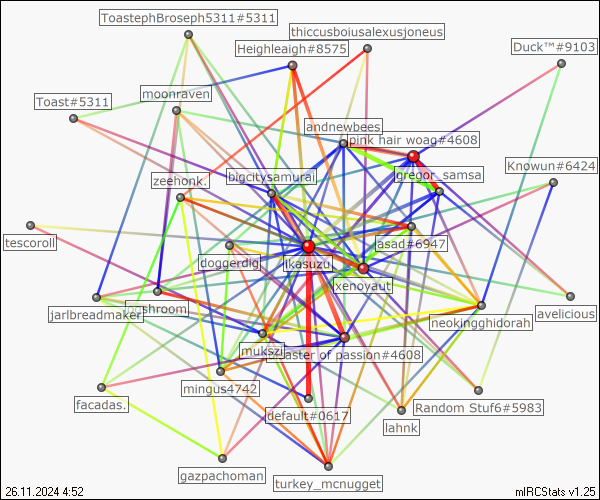 ToastephBroseph5311#5311
thiccusboiusalexusjoneus
Heighleaigh#8575
Duck™#9103
moonraven
Toast#5311
andnewbees
pink hair woag#4608
zeehonk.
bigcitysamurai
gregor_samsa
Knowun#6424
tescoroll
asad#6947
doggerdig
ikasuzu
xenoyaut
jarlbreadmaker
shroom
neokingghidorah
avelicious
mukszi
aster of passion#4608
mingus4742
facadas.
default#0617
Random Stuf6#5983
lahnk
gazpachoman
turkey_mcnugget
26.11.2024 4:52
mIRCStats v1.25